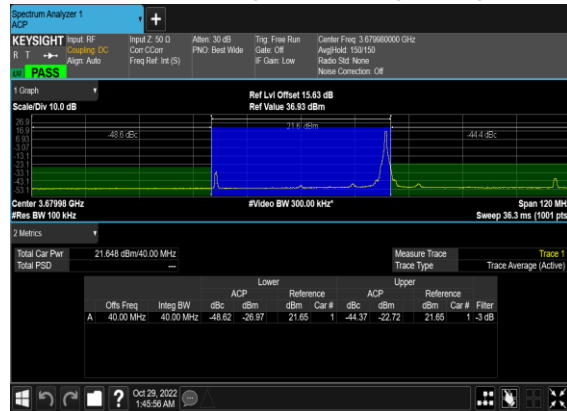 Spectrum Analyzer 1
ACP
+
KEYSIGHT Input: RF Input Z: 50 Ω Atten: 30 dB Trig: Free Run Center Freq: 3.679980000 GHz
R T Coupling: DC Corr CCorr PNO: Best Wide Gate: Off Avg|Hold: 150/150
Align: Auto Freq Ref: Int (S) IF Gain: Low Radio Std: None
LXI PASS Noise Correction: Off
1 Graph Ref Lvl Offset 15.63 dB
Scale/Div 10.0 dB Ref Value 36.93 dBm
26.9
16.9 -48.6 dBc 21.6 dBm -44.4 dBc
6.93
-3.07
-13.1
-23.1
-33.1
-43.1
-53.1
Center 3.67998 GHz #Video BW 300.00 kHz* Span 120 MH
#Res BW 100 kHz Sweep 36.3 ms (1001 pts
2 Metrics
Total Car Pwr 21.648 dBm/40.00 MHz Measure Trace Trace 1
Total PSD --- Trace Type Trace Average (Active)
Lower Upper
ACP Reference ACP Reference
Offs Freq Integ BW dBc dBm dBm Car # dBc dBm dBm Car # Filter
A 40.00 MHz 40.00 MHz -48.62 -26.97 21.65 1 -44.37 -22.72 21.65 1 -3 dB
? Oct 29, 2022
1:45:56 AM